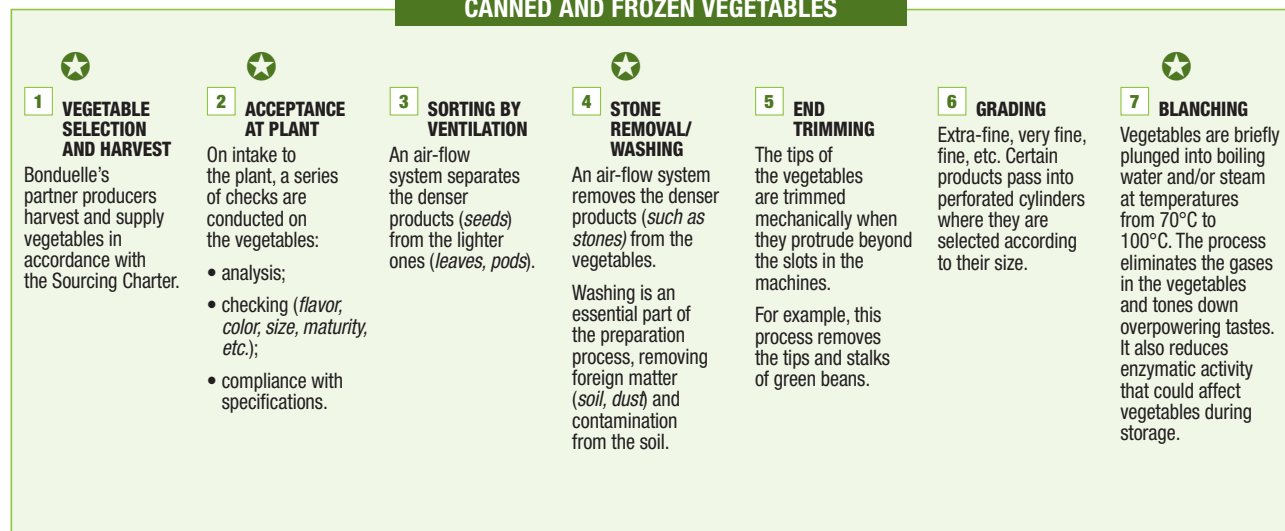 CANNED AND FROZEN VEGETABLES
1 VEGETABLE
SELECTION
AND HARVEST
Bonduelle’s
partner producers
harvest and supply
vegetables in
accordance with
the Sourcing Charter.
2 ACCEPTANCE
AT PLANT
On intake to
the plant, a series
of checks are
conducted on
the vegetables:
• analysis;
• checking (flavor,
color, size, maturity,
etc.);
• compliance with
specifications.
3 SORTING BY
VENTILATION
An air-flow
system separates
the denser
products (seeds)
from the lighter
ones (leaves, pods).
4 STONE
REMOVAL/
WASHING
An air-flow system
removes the denser
products (such as
stones) from the
vegetables.
Washing is an
essential part of
the preparation
process, removing
foreign matter
(soil, dust) and
contamination
from the soil.
5 END
TRIMMING
The tips of
the vegetables
are trimmed
mechanically when
they protrude beyond
the slots in the
machines.
For example, this
process removes
the tips and stalks
of green beans.
6 GRADING
Extra-fine, very fine,
fine, etc. Certain
products pass into
perforated cylinders
where they are
selected according
to their size.
7 BLANCHING
Vegetables are briefly
plunged into boiling
water and/or steam
at temperatures
from 70°C to
100°C. The process
eliminates the gases
in the vegetables
and tones down
overpowering tastes.
It also reduces
enzymatic activity
that could affect
vegetables during
storage.